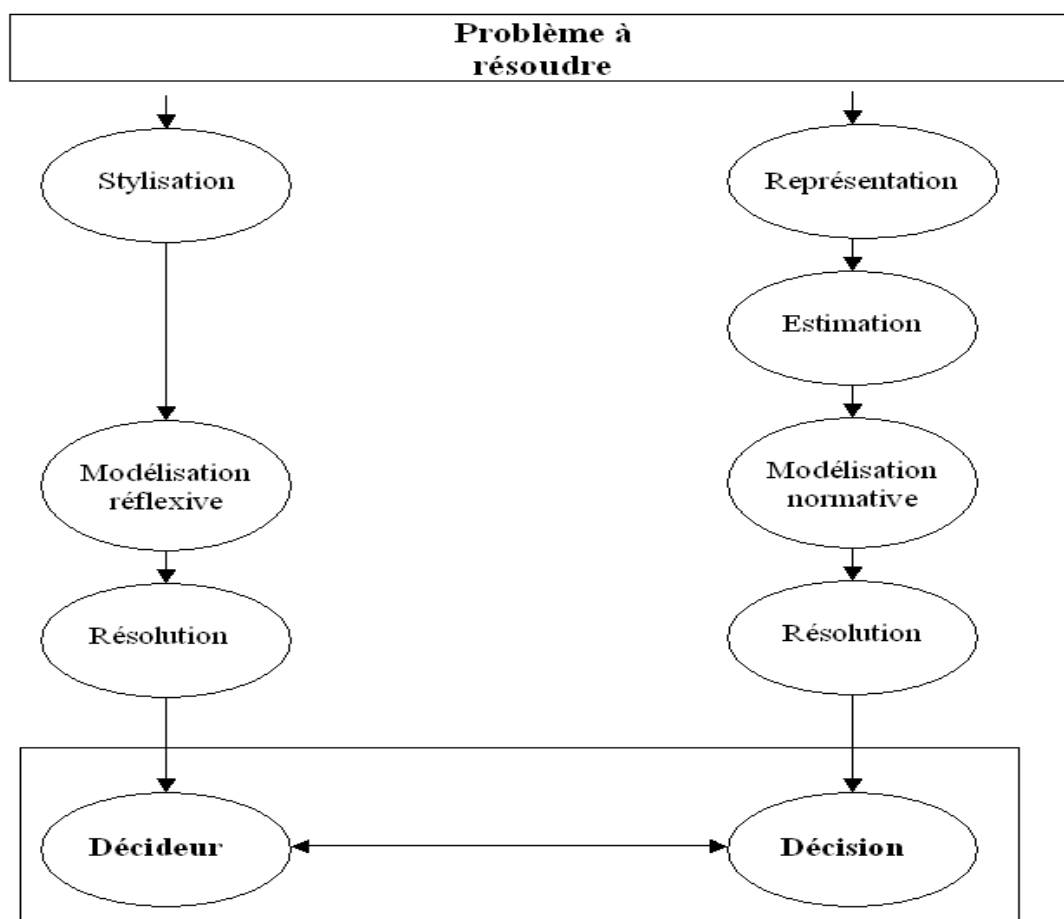 Problème à
résoudre
Stylisation
Représentation
Estimation
Modélisation
réflexive
Modélisation
normative
Résolution
Résolution
Décideur
Décision